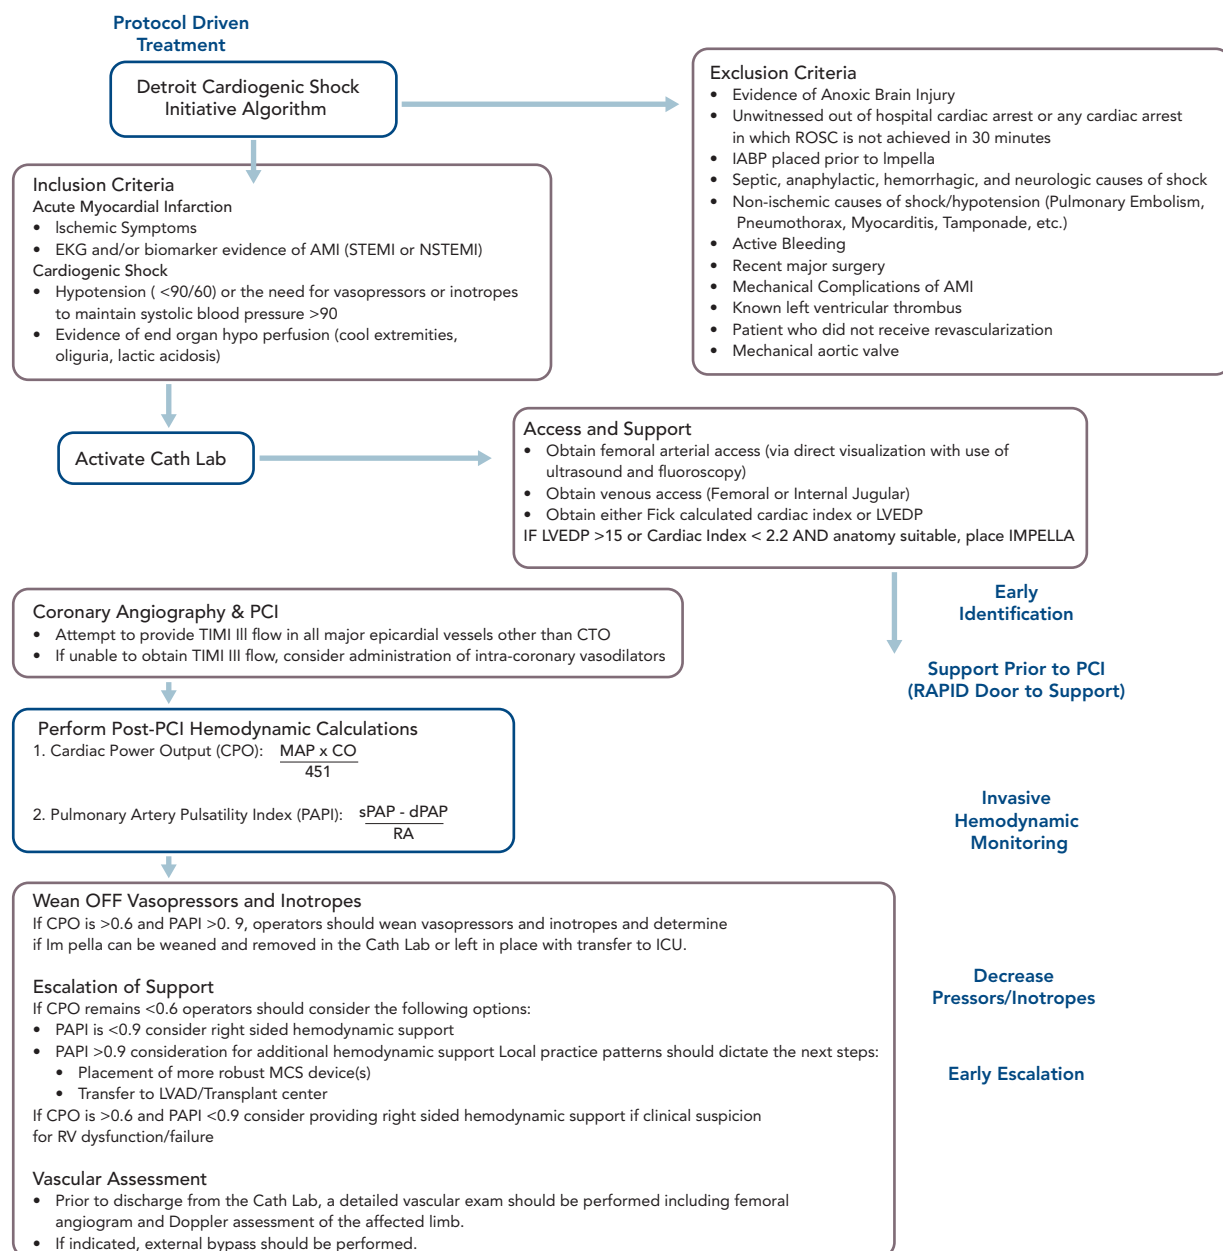 Protocol Driven
Treatment
Detroit Cardiogenic Shock
Initiative Algorithm
Exclusion Criteria
• Evidence of Anoxic Brain Injury
• Unwitnessed out of hospital cardiac arrest or any cardiac arrest
in which ROSC is not achieved in 30 minutes
• IABP placed prior to Impella
• Septic, anaphylactic, hemorrhagic, and neurologic causes of shock
• Non-ischemic causes of shock/hypotension (Pulmonary Embolism,
Pneumothorax, Myocarditis, Tamponade, etc.)
• Active Bleeding
• Recent major surgery
• Mechanical Complications of AMI
• Known left ventricular thrombus
• Patient who did not receive revascularization
• Mechanical aortic valve
Inclusion Criteria
Acute Myocardial Infarction
• Ischemic Symptoms
• EKG and/or biomarker evidence of AMI (STEMI or NSTEMI)
Cardiogenic Shock
• Hypotension ( <90/60) or the need for vasopressors or inotropes
to maintain systolic blood pressure >90
• Evidence of end organ hypo perfusion (cool extremities,
oliguria, lactic acidosis)
Activate Cath Lab
Access and Support
• Obtain femoral arterial access (via direct visualization with use of
ultrasound and fluoroscopy)
• Obtain venous access (Femoral or Internal Jugular)
• Obtain either Fick calculated cardiac index or LVEDP
IF LVEDP >15 or Cardiac Index < 2.2 AND anatomy suitable, place IMPELLA
Early
Identification
Support Prior to PCI
(RAPID Door to Support)
Coronary Angiography & PCI
• Attempt to provide TIMI III flow in all major epicardial vessels other than CTO
• If unable to obtain TIMI III flow, consider administration of intra-coronary vasodilators
Perform Post-PCI Hemodynamic Calculations
1. Cardiac Power Output (CPO): MAP x CO
451
2. Pulmonary Artery Pulsatility Index (PAPI): sPAP - dPAP
RA
Invasive
Hemodynamic
Monitoring
Wean OFF Vasopressors and Inotropes
If CPO is >0.6 and PAPI >0. 9, operators should wean vasopressors and inotropes and determine
if Im pella can be weaned and removed in the Cath Lab or left in place with transfer to ICU.
Escalation of Support
If CPO remains <0.6 operators should consider the following options:
• PAPI is <0.9 consider right sided hemodynamic support
• PAPI >0.9 consideration for additional hemodynamic support Local practice patterns should dictate the next steps:
• Placement of more robust MCS device(s)
• Transfer to LVAD/Transplant center
If CPO is >0.6 and PAPI <0.9 consider providing right sided hemodynamic support if clinical suspicion
for RV dysfunction/failure
Decrease
Pressors/Inotropes
Early Escalation
Vascular Assessment
• Prior to discharge from the Cath Lab, a detailed vascular exam should be performed including femoral
angiogram and Doppler assessment of the affected limb.
• If indicated, external bypass should be performed.